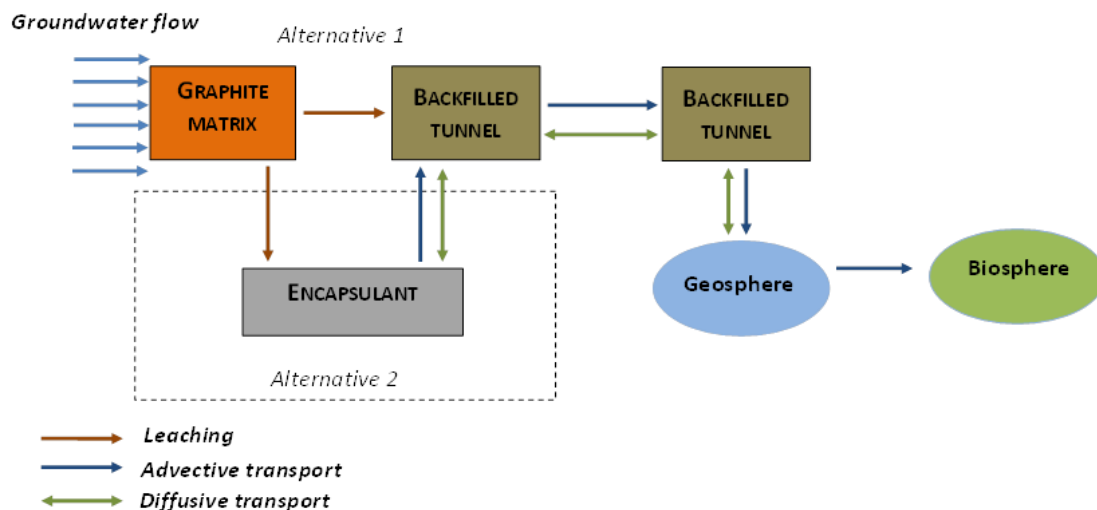 Groundwater flow
Alternative 1
GRAPHITE
MATRIX
BACKFILLED
TUNNEL
BACKFILLED
TUNNEL
ENCAPSULANT
Alternative 2
Geosphere
Biosphere
Leaching
Advective transport
Diffusive transport